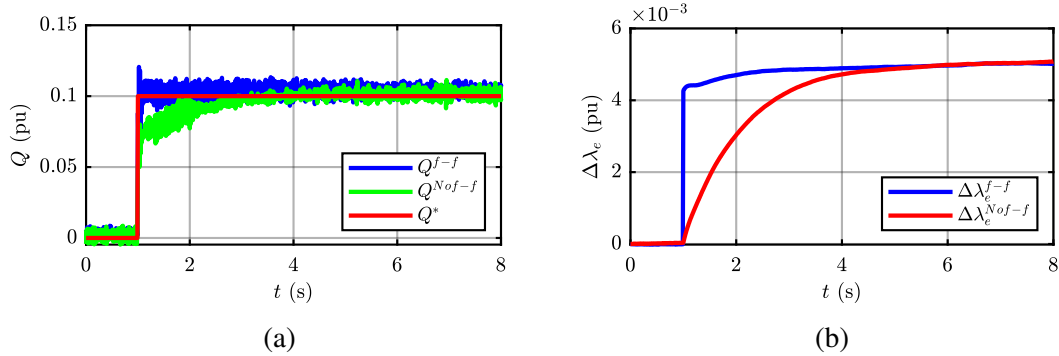 0.15
0.1
0.05
0
Q (pu)
Q^{f-f}
Q^{Nof-f}
Q^*
0 2 4 6 8
t (s)
(a)
×10^{-3}
6
4
2
0
Δλ_e (pu)
Δλ_e^{f-f}
Δλ_e^{Nof-f}
0 2 4 6 8
t (s)
(b)